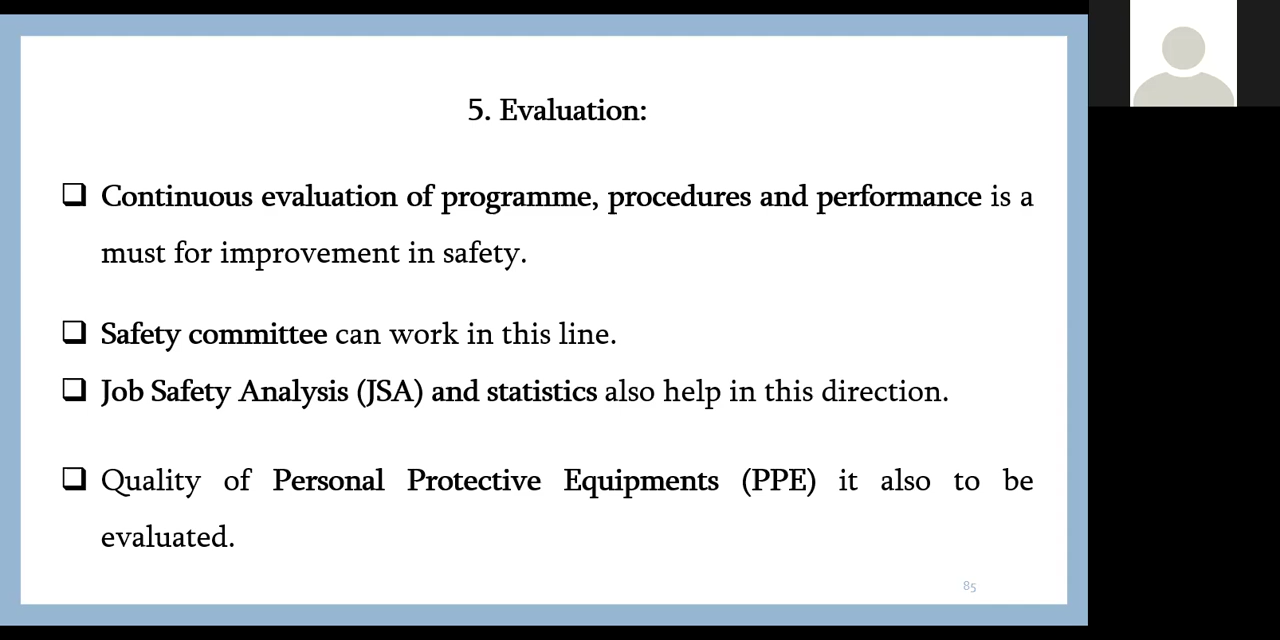 5. Evaluation:
❑ Continuous evaluation of programme, procedures and performance is a
must for improvement in safety.
❑ Safety committee can work in this line.
❑ Job Safety Analysis (JSA) and statistics also help in this direction.
❑ Quality of Personal Protective Equipments (PPE) it also to be
evaluated.
85